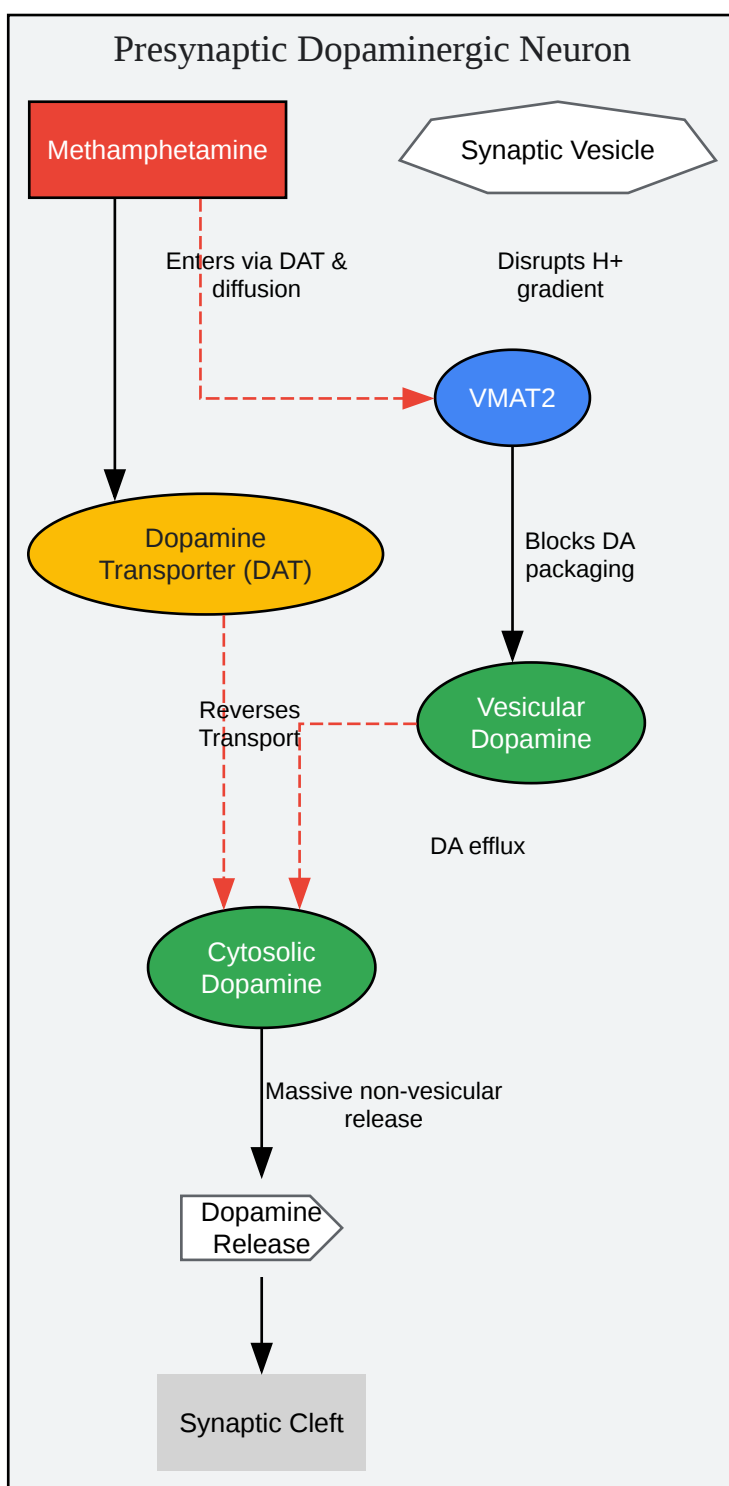 Presynaptic Dopaminergic Neuron
Methamphetamine
Synaptic Vesicle
Enters via DAT &
diffusion
Disrupts H+
gradient
VMAT2
Dopamine
Transporter (DAT)
Blocks DA
packaging
Reverses
Transport
Vesicular
Dopamine
DA efflux
Cytosolic
Dopamine
Massive non-vesicular
release
Dopamine
Release
Synaptic Cleft